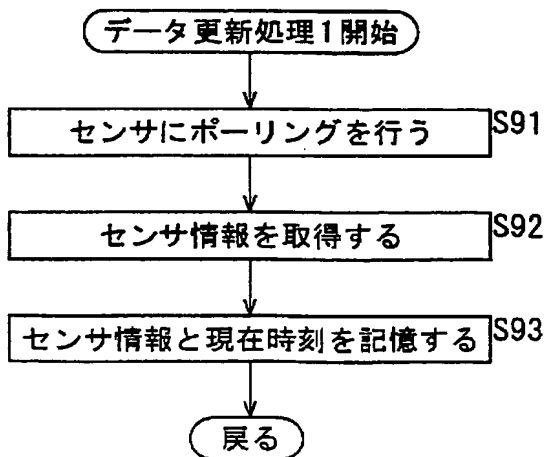 データ更新処理1開始
センサにポーリングを行う S91
センサ情報を取得する S92
センサ情報と現在時刻を記憶する S93
戻る